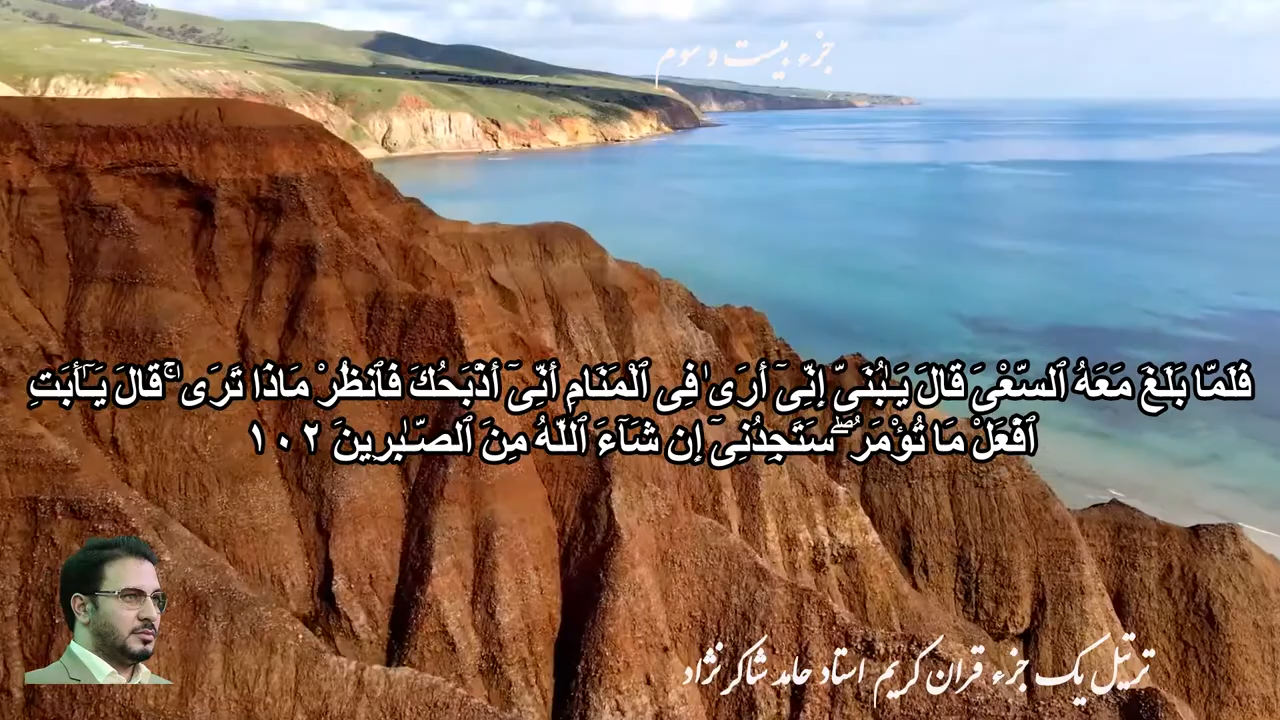 جزء بیست و سوم
فَلَمَّا بَلَغَ مَعَهُ ٱلسَّعْىَ قَالَ يَـٰبُنَىَّ إِنِّىٓ أَرَىٰ فِى ٱلْمَنَامِ أَنِّىٓ أَذْبَحُكَ فَٱنظُرْ مَاذَا تَرَىٰ ۚ قَالَ يَـٰٓأَبَتِ
ٱفْعَلْ مَا تُؤْمَرُ ۖ سَتَجِدُنِىٓ إِن شَآءَ ٱللَّهُ مِنَ ٱلصَّـٰبِرِينَ ١٠٢
ترتیل یک جزء قران کریم استاد حامد شاکرنژاد